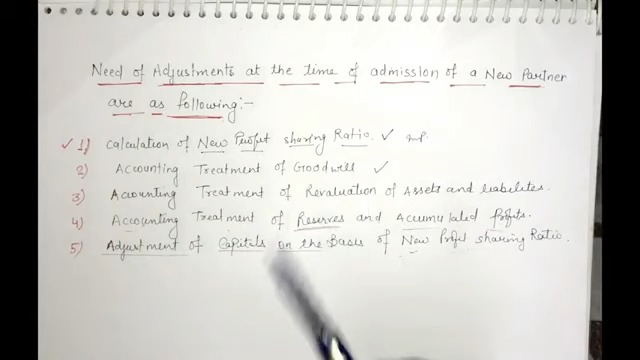 Need of Adjustments at the time of admission of a New Partner
are as following:-
1) Calculation of New Profit sharing Ratio. ✓ Imp.
2) Accounting Treatment of Goodwill ✓
3) Accounting Treatment of Revaluation of Assets and liabilites.
4) Accounting Treatment of Reserves and Accumulated profits.
5) Adjustment of Capitals on the Basis of New Profit sharing Ratio.